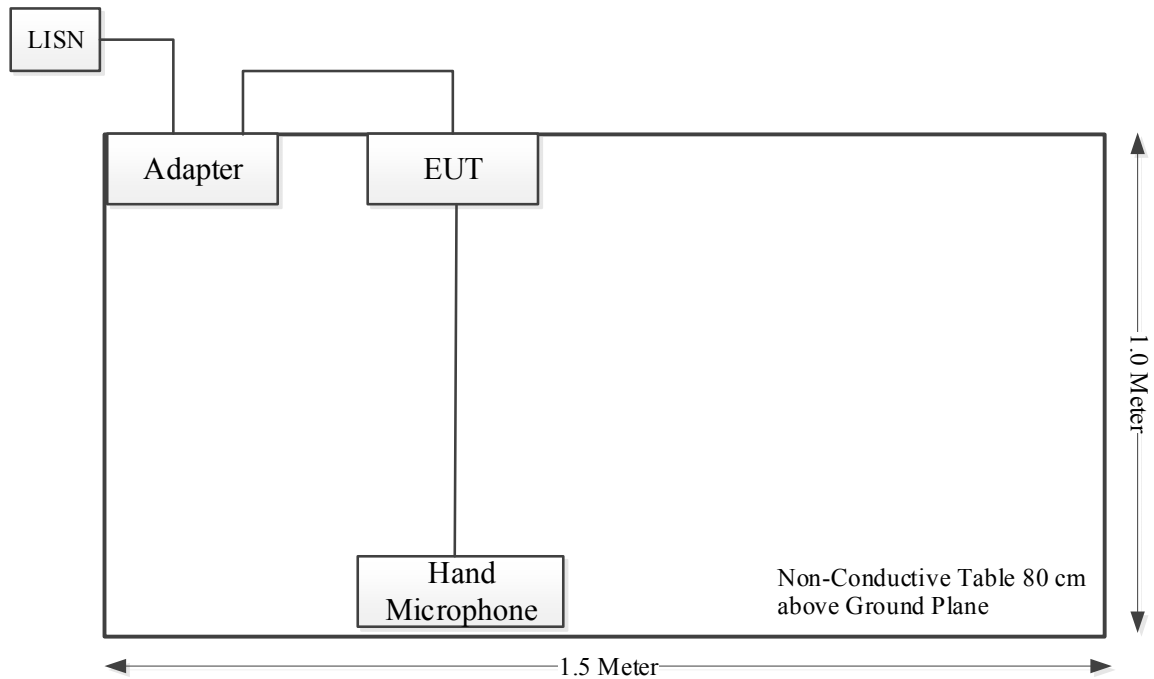 LISN
Adapter
EUT
1.0 Meter
Hand
Microphone
Non-Conductive Table 80 cm
above Ground Plane
1.5 Meter